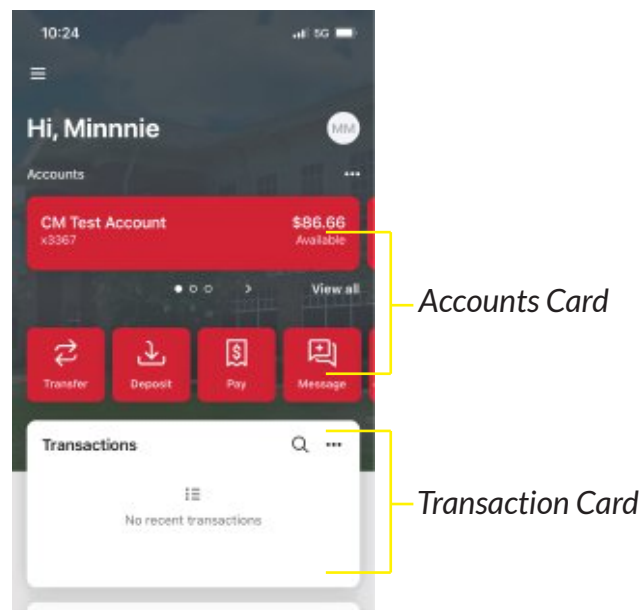 10:24 5G
Hi, Minnnie MM
Accounts
CM Test Account $86.66
x3367 Available
View all
Accounts Card
Transfer Deposit Pay Message
Transactions
No recent transactions
Transaction Card